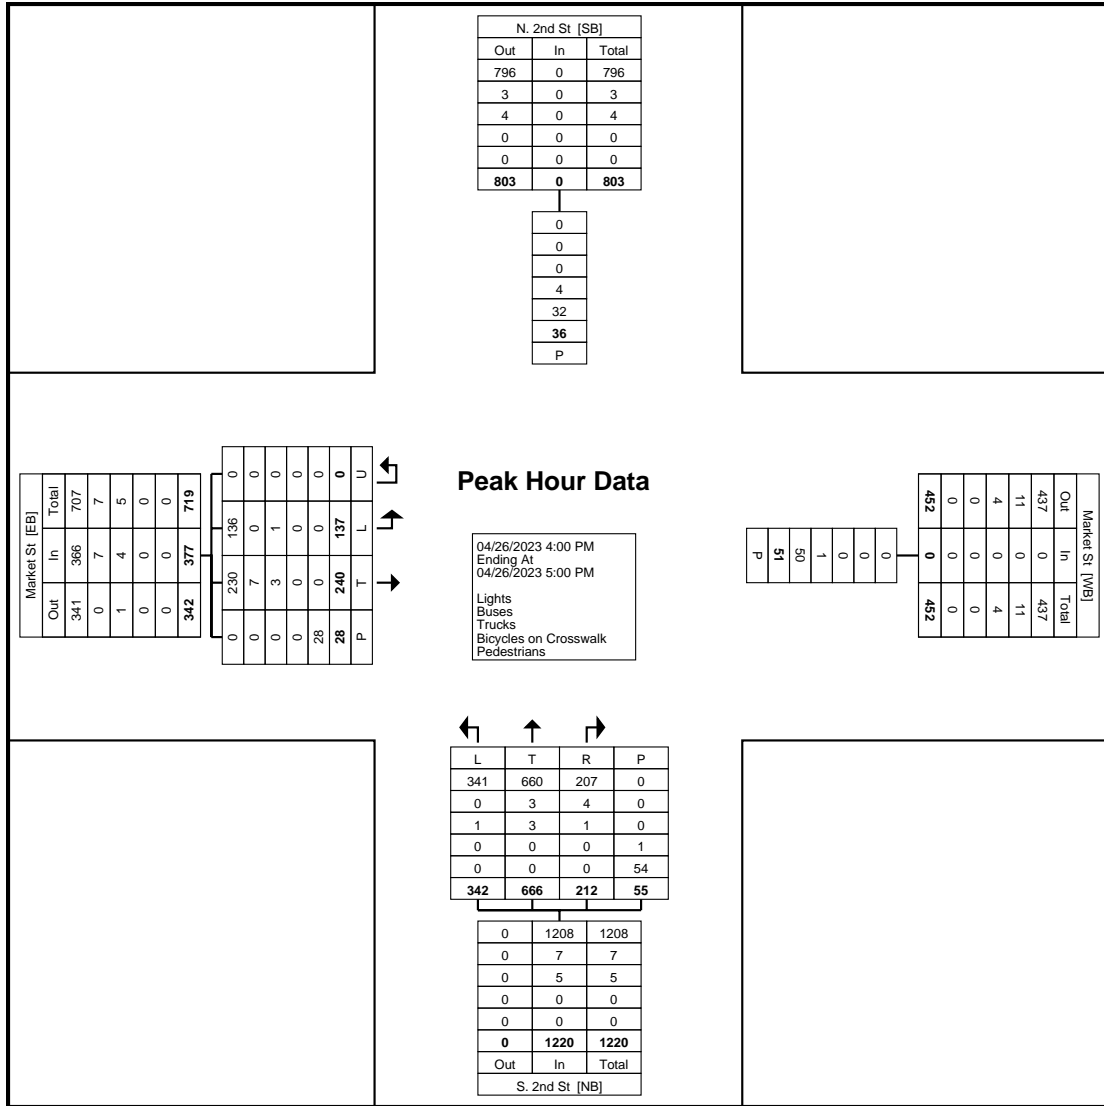 N. 2nd St [SB]
Out In Total
796 0 796
3 0 3
4 0 4
0 0 0
0 0 0
803 0 803
0
0
0
4
32
36
P
Market St [EB]
Total 707 7 5 0 0 719
In 366 7 4 0 0 377
Out 341 0 1 0 0 342
0 0 0 0 0 0 U
136 0 1 0 0 137 L
230 7 3 0 0 240 T
0 0 0 0 28 28 P
Peak Hour Data
04/26/2023 4:00 PM
Ending At
04/26/2023 5:00 PM
Lights
Buses
Trucks
Bicycles on Crosswalk
Pedestrians
P 51 50 1 0 0 0
Market St [WB]
Out 437 11 4 0 0 452
In 0 0 0 0 0 0
Total 437 11 4 0 0 452
L T R P
341 660 207 0
0 3 4 0
1 3 1 0
0 0 0 1
0 0 0 54
342 666 212 55
0 1208 1208
0 7 7
0 5 5
0 0 0
0 0 0
0 1220 1220
Out In Total
S. 2nd St [NB]